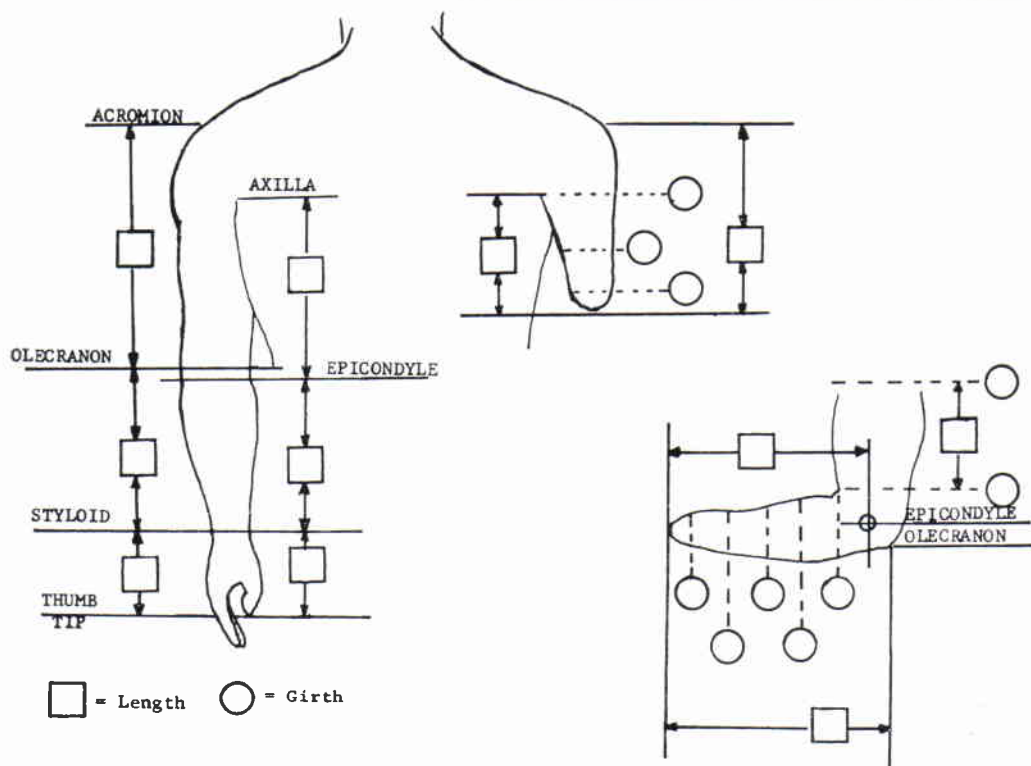 ACROMION
AXILLA
OLECRANON
EPICONDYLE
STYLOID
THUMB
TIP
EPICONDYLE
OLECRANON
= Length
= Girth